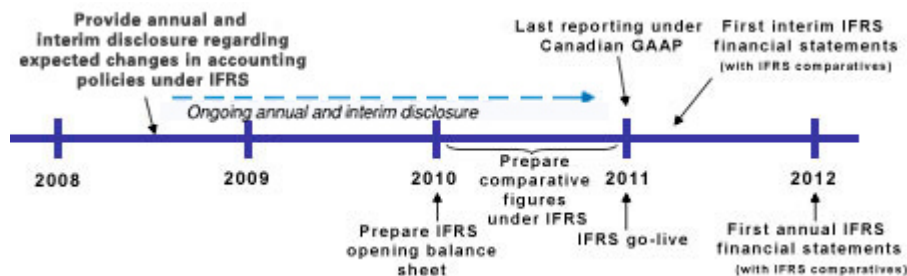 Provide annual and
interim disclosure regarding
expected changes in accounting
policies under IFRS
Last reporting under
Canadian GAAP
First interim IFRS
financial statements
(with IFRS comparatives)
Ongoing annual and interim disclosure
2008
2009
2010
Prepare
comparative
figures
under IFRS
2011
2012
Prepare IFRS
opening balance
sheet
IFRS go-live
First annual IFRS
financial statements
(with IFRS comparatives)